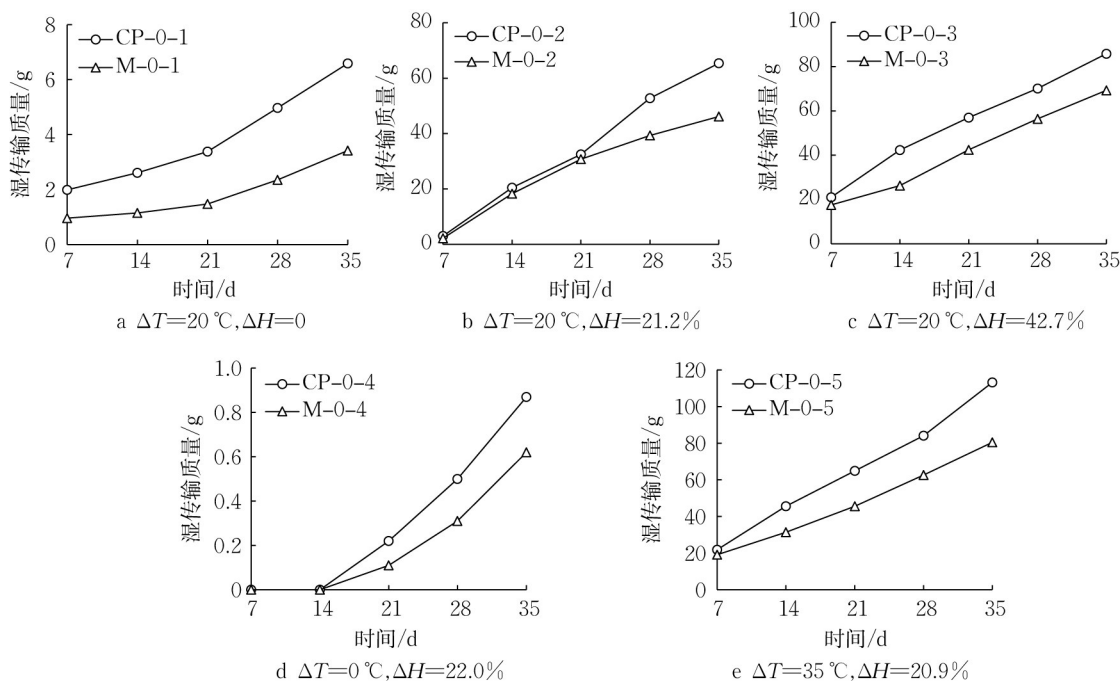 湿传输质量/g
8
6
4
2
0
CP-0-1
M-0-1
7 14 21 28 35
时间/d
a ΔT=20 ℃,ΔH=0
湿传输质量/g
80
60
40
20
0
CP-0-2
M-0-2
7 14 21 28 35
时间/d
b ΔT=20 ℃,ΔH=21.2%
湿传输质量/g
100
80
60
40
20
0
CP-0-3
M-0-3
7 14 21 28 35
时间/d
c ΔT=20 ℃,ΔH=42.7%
湿传输质量/g
1.0
0.8
0.6
0.4
0.2
0
CP-0-4
M-0-4
7 14 21 28 35
时间/d
d ΔT=0 ℃,ΔH=22.0%
湿传输质量/g
120
100
80
60
40
20
0
CP-0-5
M-0-5
7 14 21 28 35
时间/d
e ΔT=35 ℃,ΔH=20.9%